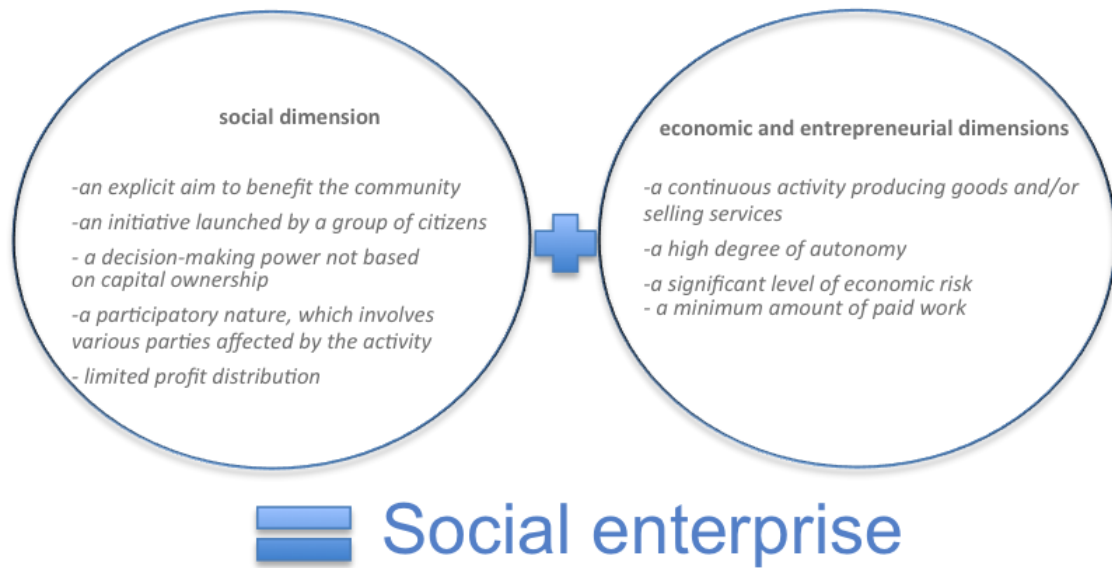 social dimension
-an explicit aim to benefit the community
-an initiative launched by a group of citizens
- a decision-making power not based
on capital ownership
-a participatory nature, which involves
various parties affected by the activity
- limited profit distribution
economic and entrepreneurial dimensions
-a continuous activity producing goods and/or
selling services
-a high degree of autonomy
-a significant level of economic risk
- a minimum amount of paid work
Social enterprise